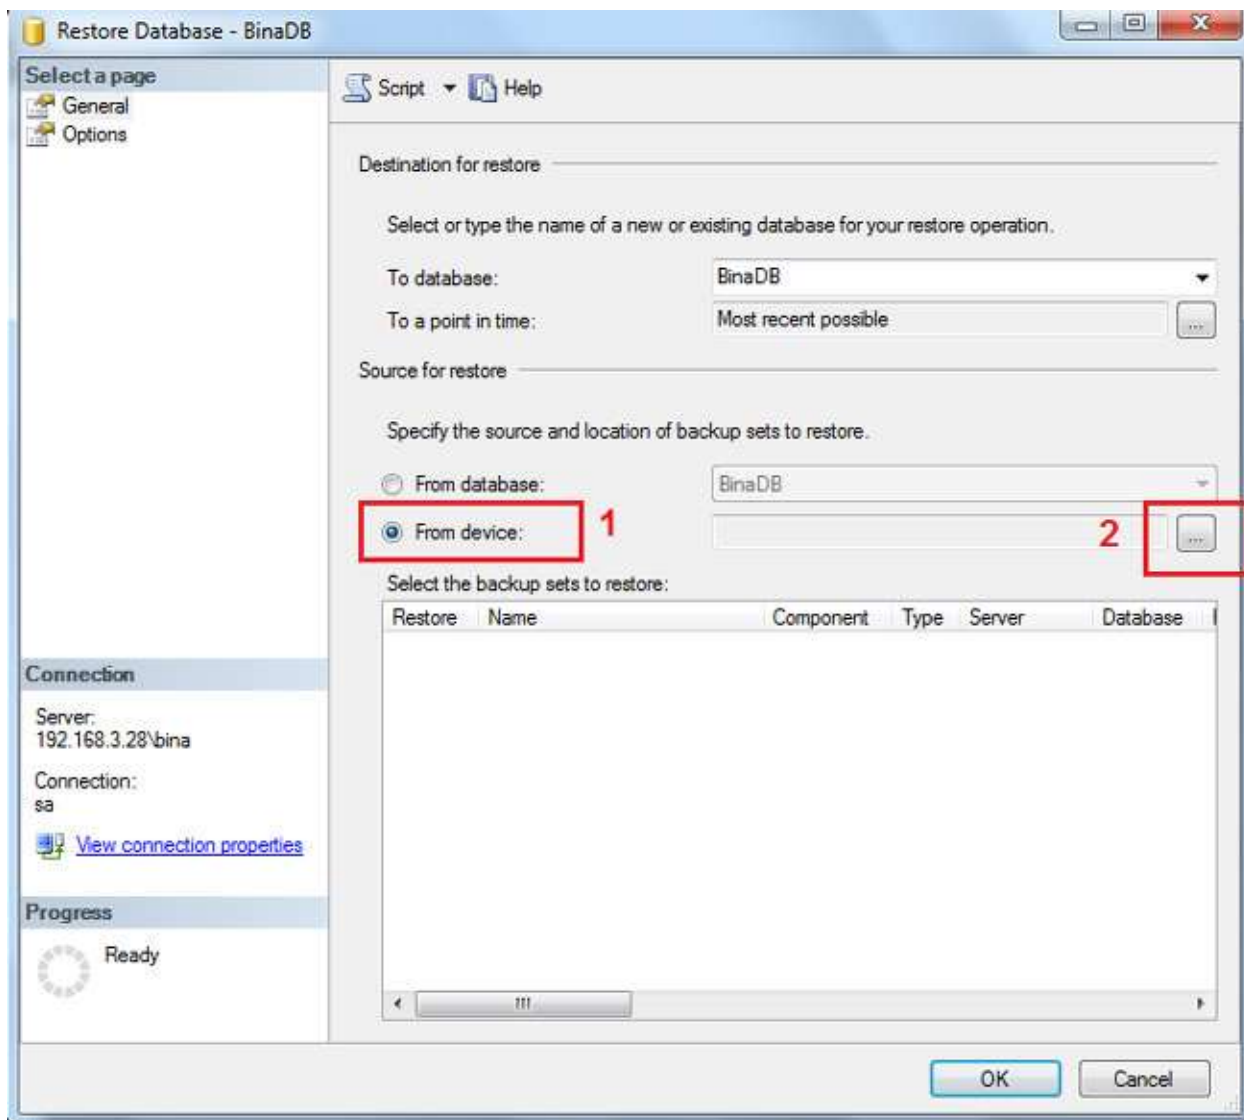 Restore Database - BinaDB
Select a page
General
Options
Script Help
Destination for restore
Select or type the name of a new or existing database for your restore operation.
To database: BinaDB
To a point in time: Most recent possible ...
Source for restore
Specify the source and location of backup sets to restore.
From database: BinaDB
From device: 1 2 ...
Select the backup sets to restore:
Restore Name Component Type Server Database
Connection
Server:
192.168.3.28\bina
Connection:
sa
View connection properties
Progress
Ready
OK Cancel